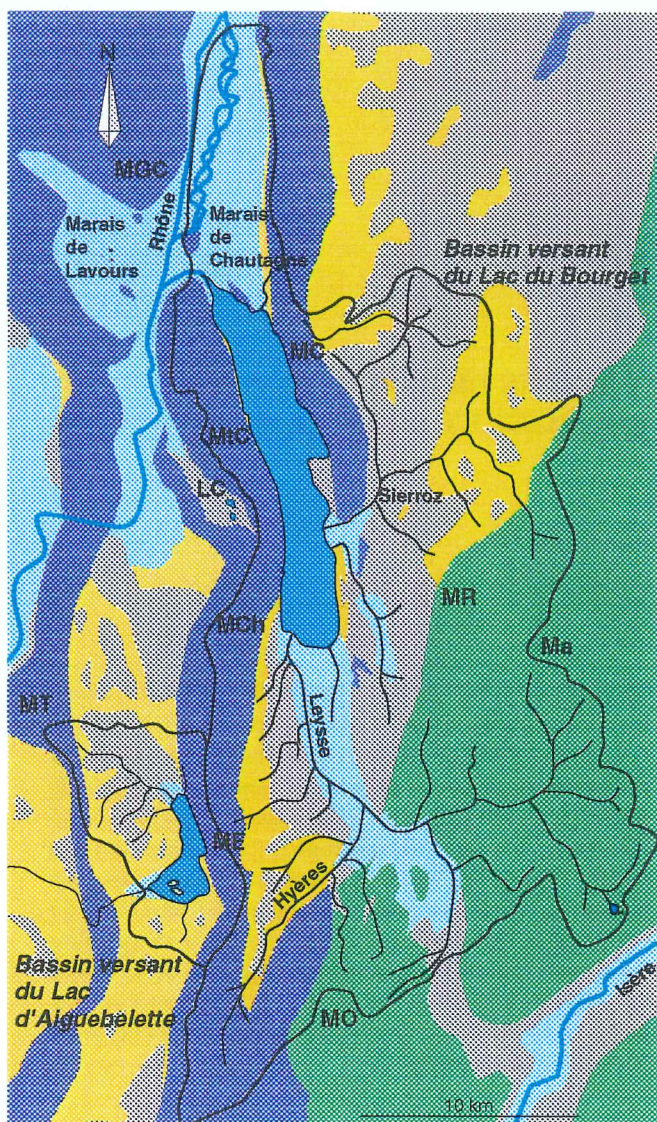 N
MGC
Rhône
Marais
de
Lavours
Marais
de
Chautagne
Bassin versant
du Lac du Bourget
MC
MtC
LC
Sierroz
MR
MCh
Ma
MT
Leysse
ME
Hyères
Bassin versant
du Lac
d'Aiguebelette
MO
Isère
10 km